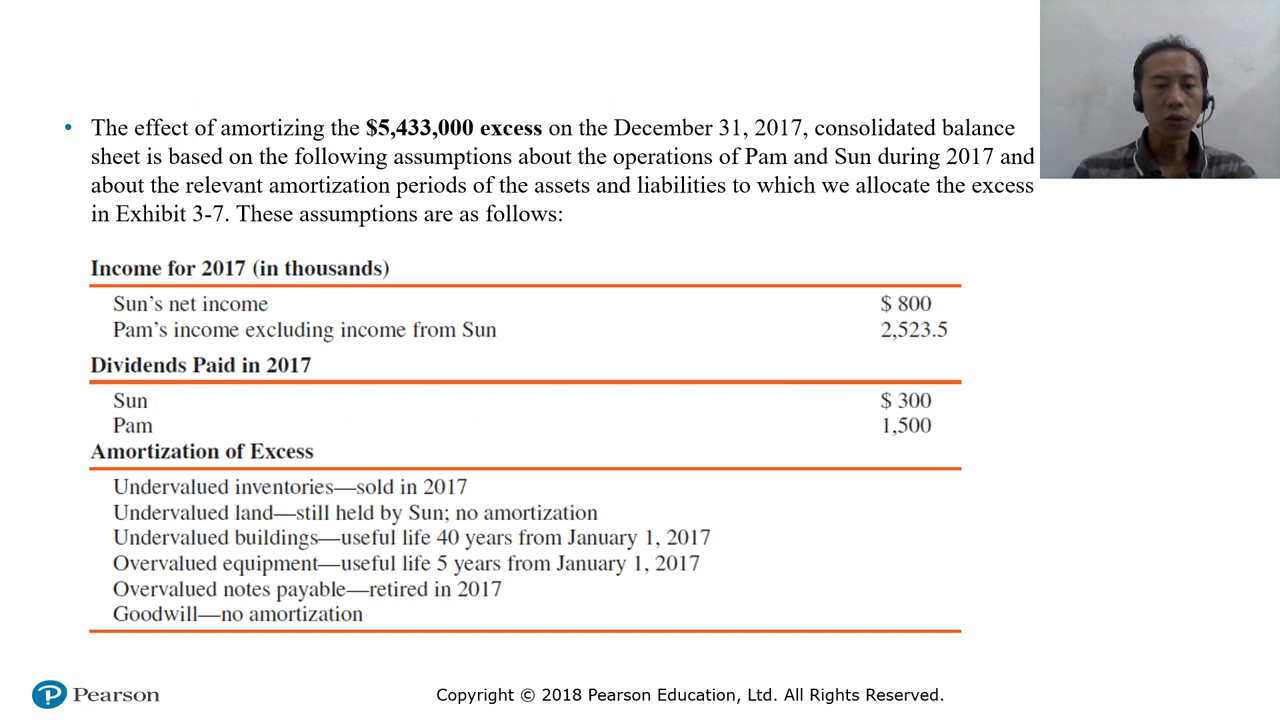 • The effect of amortizing the $5,433,000 excess on the December 31, 2017, consolidated balance
sheet is based on the following assumptions about the operations of Pam and Sun during 2017 and
about the relevant amortization periods of the assets and liabilities to which we allocate the excess
in Exhibit 3-7. These assumptions are as follows:
Income for 2017 (in thousands)
Sun's net income $ 800
Pam's income excluding income from Sun 2,523.5
Dividends Paid in 2017
Sun $ 300
Pam 1,500
Amortization of Excess
Undervalued inventories—sold in 2017
Undervalued land—still held by Sun; no amortization
Undervalued buildings—useful life 40 years from January 1, 2017
Overvalued equipment—useful life 5 years from January 1, 2017
Overvalued notes payable—retired in 2017
Goodwill—no amortization
P Pearson
Copyright © 2018 Pearson Education, Ltd. All Rights Reserved.